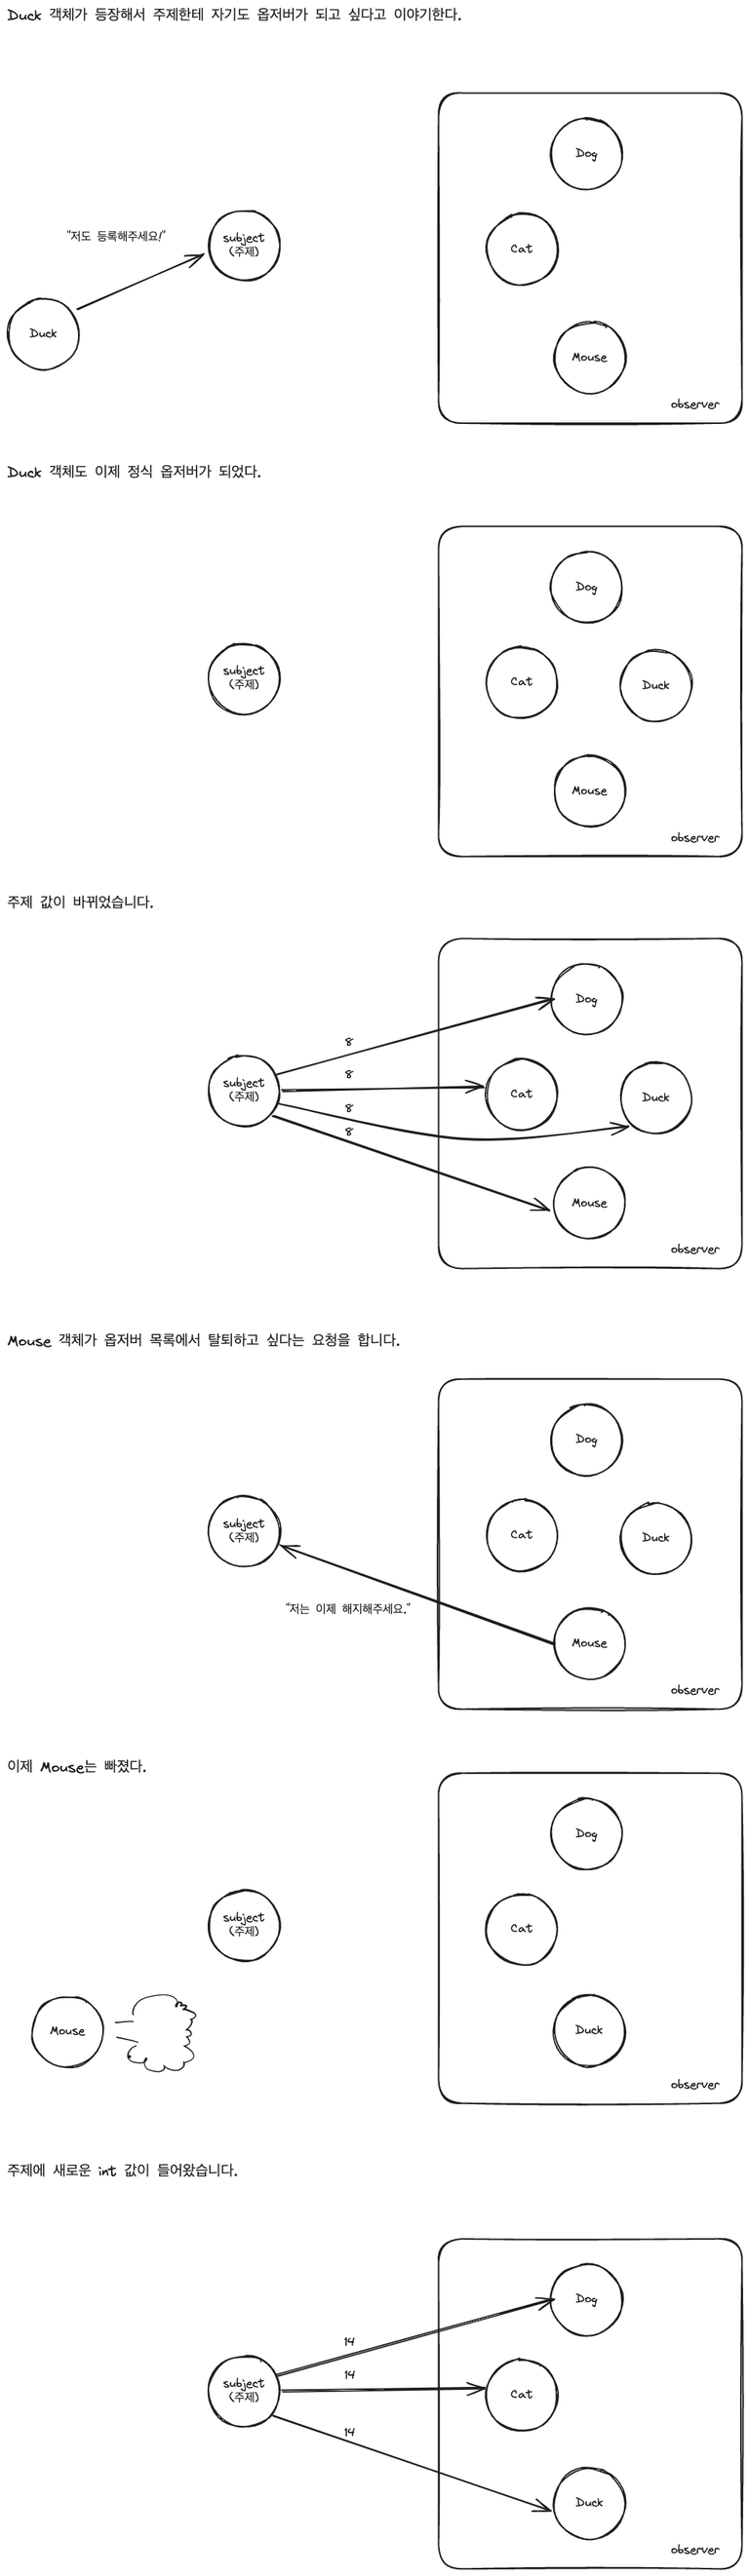 Duck 객체가 등장해서 주제한테 자기도 옵저버가 되고 싶다고 이야기한다.
Dog
"저도 등록해주세요!"
subject
(주제)
Cat
Duck
Mouse
observer
Duck 객체도 이제 정식 옵저버가 되었다.
Dog
subject
(주제)
Cat
Duck
Mouse
observer
주제 값이 바뀌었습니다.
Dog
8
8
subject
(주제)
Cat
Duck
8
8
Mouse
observer
Mouse 객체가 옵저버 목록에서 탈퇴하고 싶다는 요청을 합니다.
Dog
subject
(주제)
Cat
Duck
"저는 이제 해지해주세요."
Mouse
observer
이제 Mouse는 빠졌다.
Dog
subject
(주제)
Cat
Mouse
Duck
observer
주제에 새로운 int 값이 들어왔습니다.
Dog
14
14
subject
(주제)
Cat
14
Duck
observer